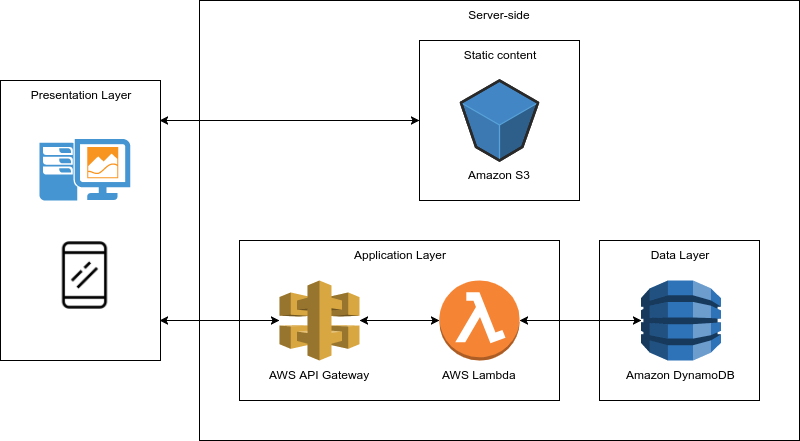 Server-side
Static content
Presentation Layer
Amazon S3
Application Layer
Data Layer
AWS API Gateway
AWS Lambda
Amazon DynamoDB